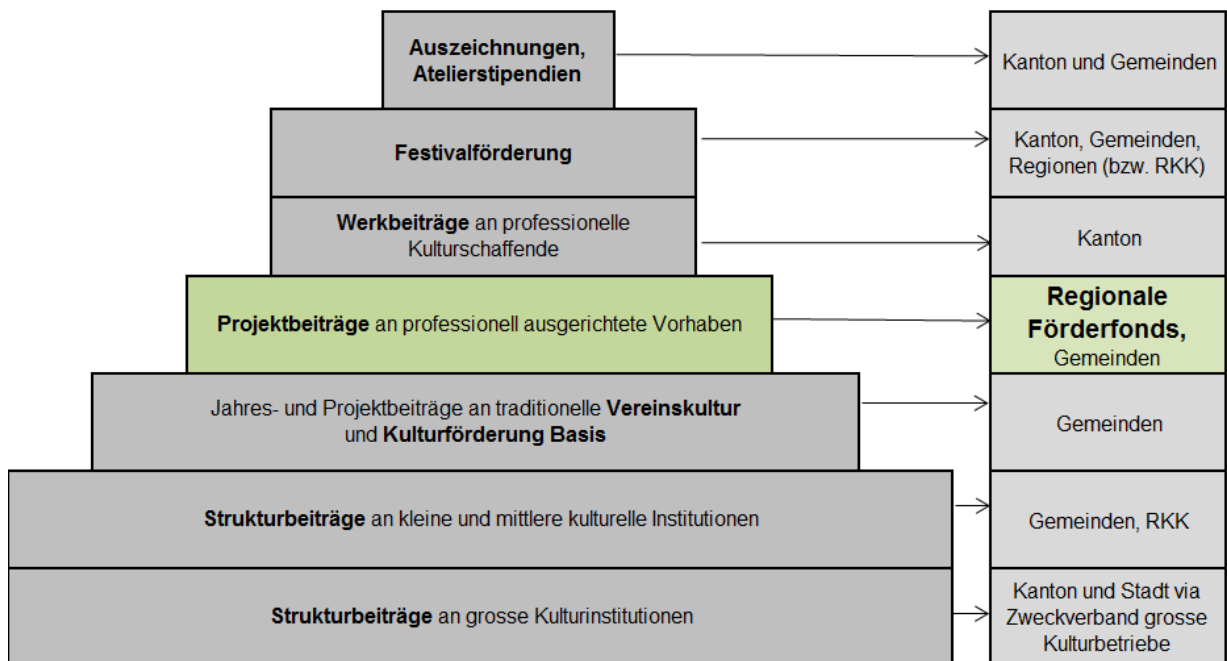 Auszeichnungen,
Atelierstipendien
Kanton und Gemeinden
Festivalförderung
Kanton, Gemeinden,
Regionen (bzw. RKK)
Werkbeiträge an professionelle
Kulturschaffende
Kanton
Projektbeiträge an professionell ausgerichtete Vorhaben
Regionale
Förderfonds,
Gemeinden
Jahres- und Projektbeiträge an traditionelle Vereinskultur
und Kulturförderung Basis
Gemeinden
Strukturbeiträge an kleine und mittlere kulturelle Institutionen
Gemeinden, RKK
Strukturbeiträge an grosse Kulturinstitutionen
Kanton und Stadt via
Zweckverband grosse
Kulturbetriebe